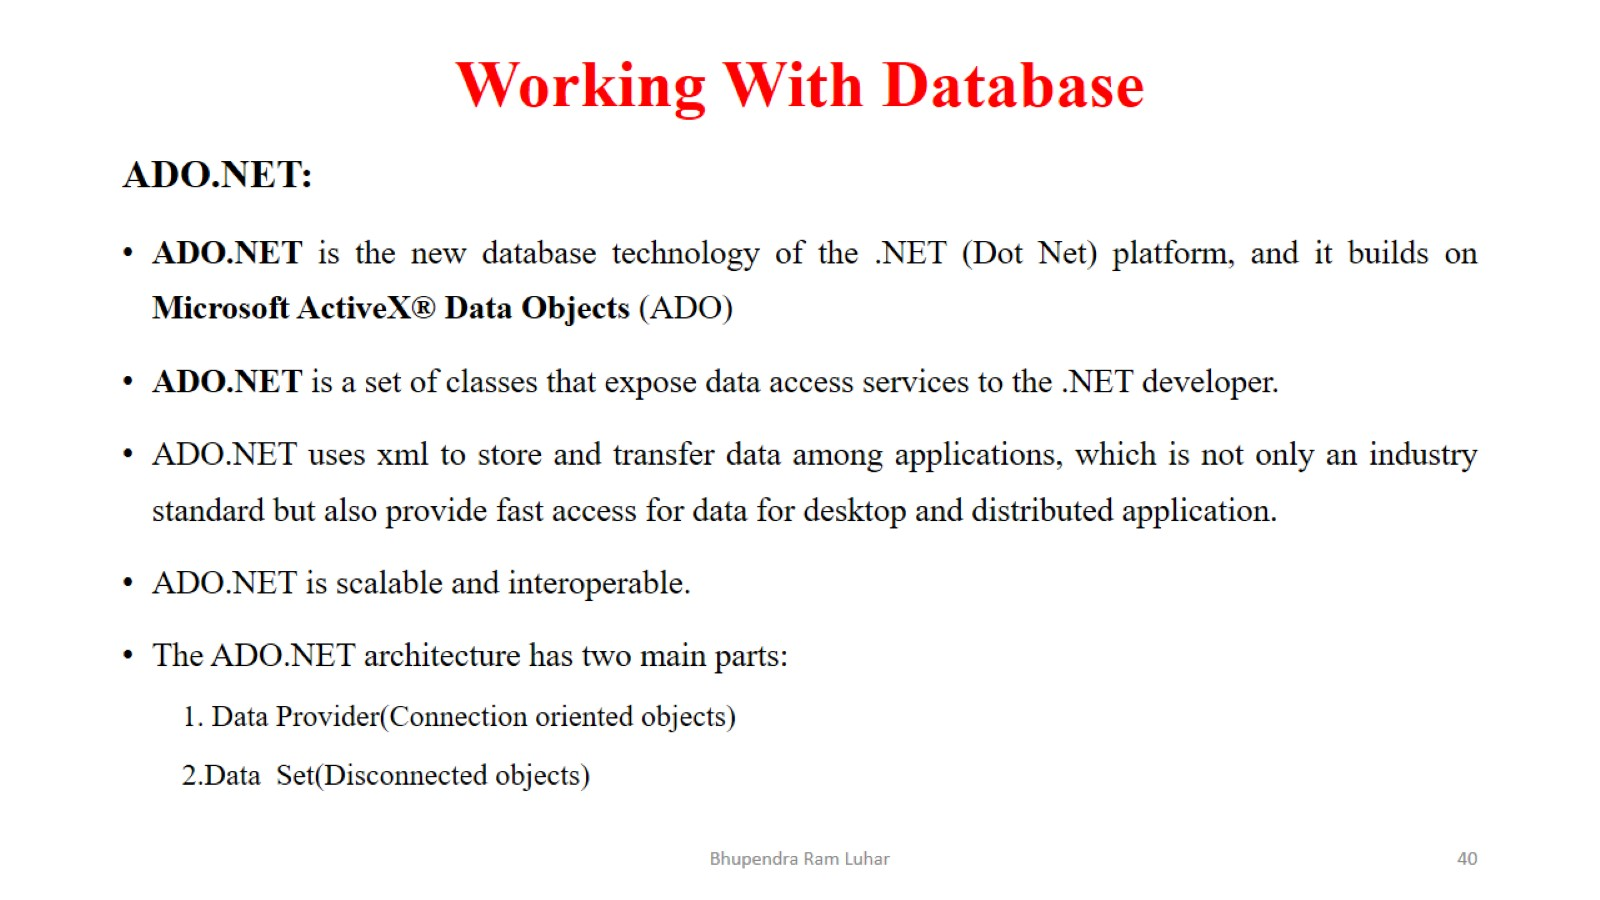 Working With Database
ADO.NET:
• ADO.NET is the new database technology of the .NET (Dot Net) platform, and it builds on
Microsoft ActiveX® Data Objects (ADO)
• ADO.NET is a set of classes that expose data access services to the .NET developer.
• ADO.NET uses xml to store and transfer data among applications, which is not only an industry
standard but also provide fast access for data for desktop and distributed application.
• ADO.NET is scalable and interoperable.
• The ADO.NET architecture has two main parts:
1. Data Provider(Connection oriented objects)
2.Data  Set(Disconnected objects)
Bhupendra Ram Luhar
40